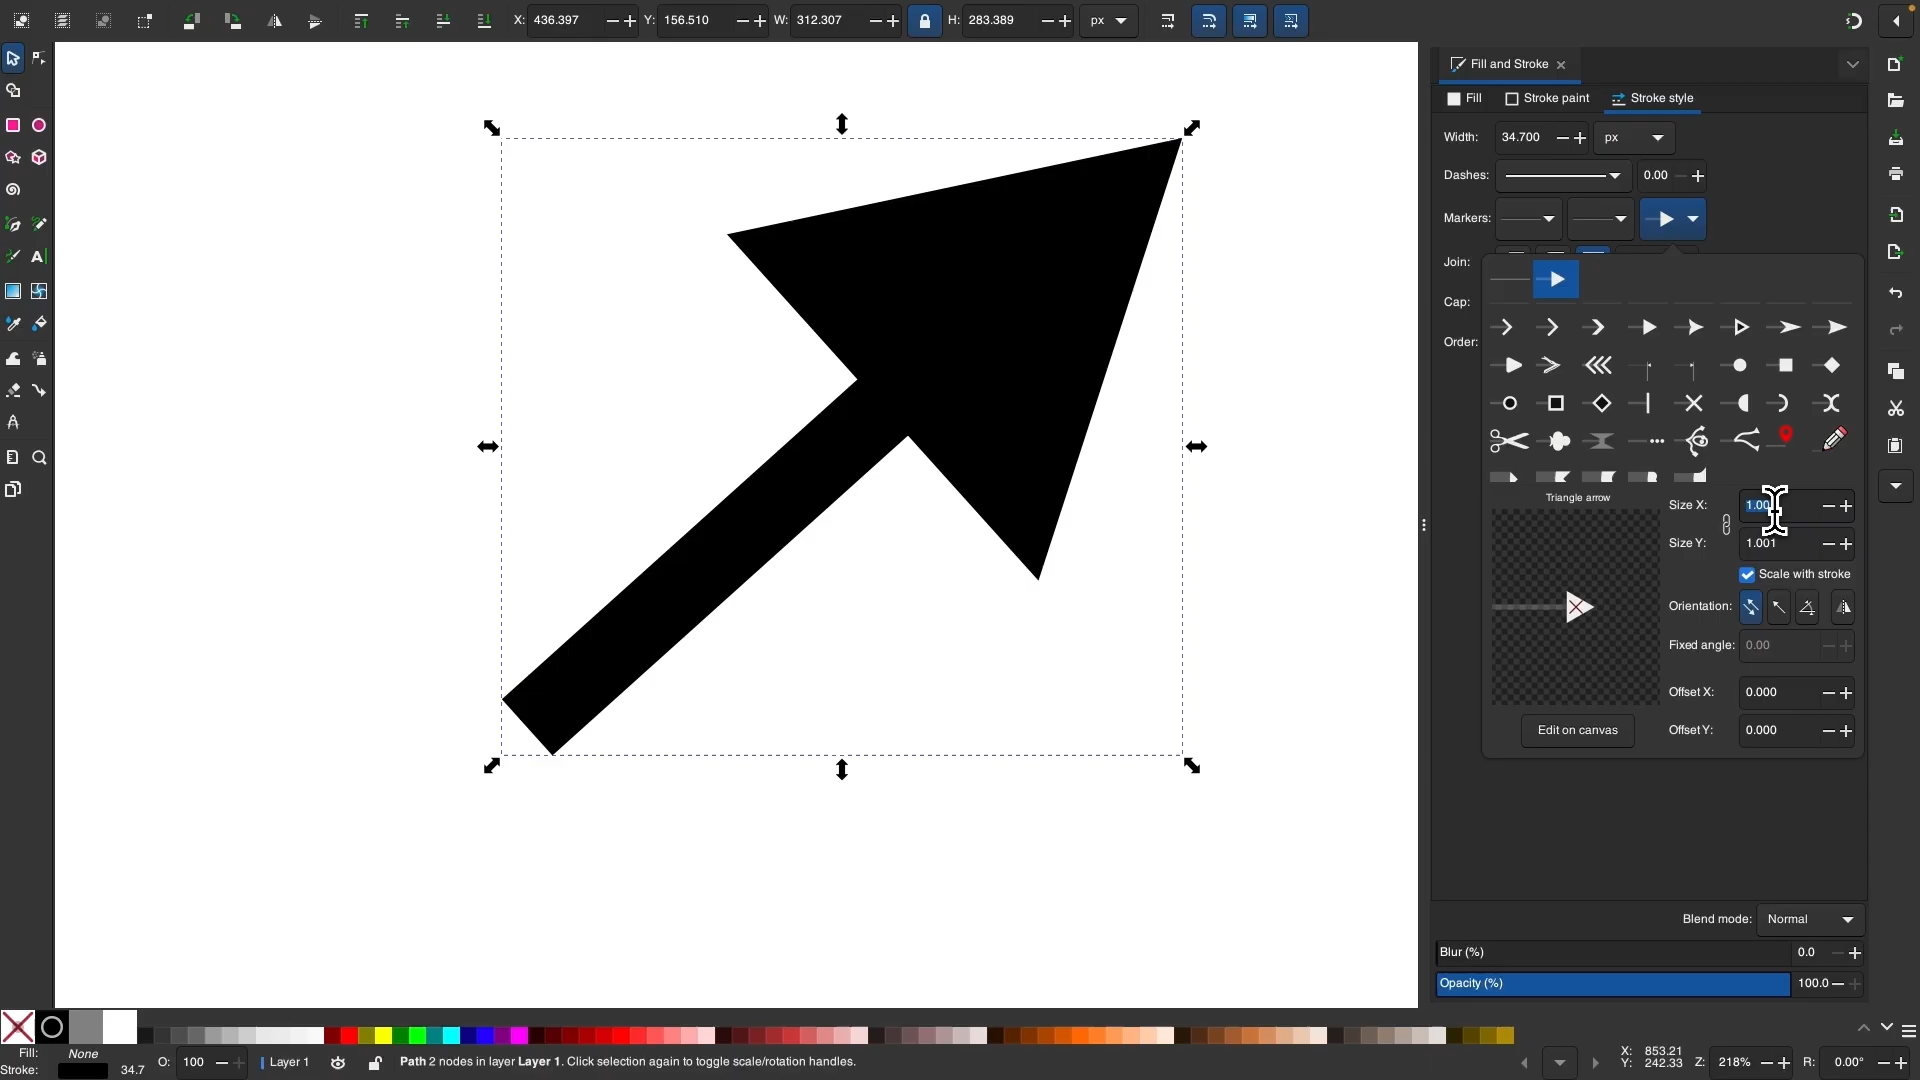 X: 436.397 Y: 156.510 W: 312.307 H: 283.389 px
Fill and Stroke
Fill Stroke paint Stroke style
Width: 34.700 px
Dashes: 0.00
Markers:
Join:
Cap:
Order:
Triangle arrow
Size X: 1.00
Size Y: 1.001
Scale with stroke
Orientation:
Fixed angle: 0.00
Offset X: 0.000
Edit on canvas Offset Y: 0.000
Blend mode: Normal
Blur (%) 0.0
Opacity (%) 100.0
Fill: None O: 100 Layer 1 Path 2 nodes in layer Layer 1. Click selection again to toggle scale/rotation handles. X: 853.21 Z: 218% R: 0.00°
Stroke: 34.7 Y: 242.33